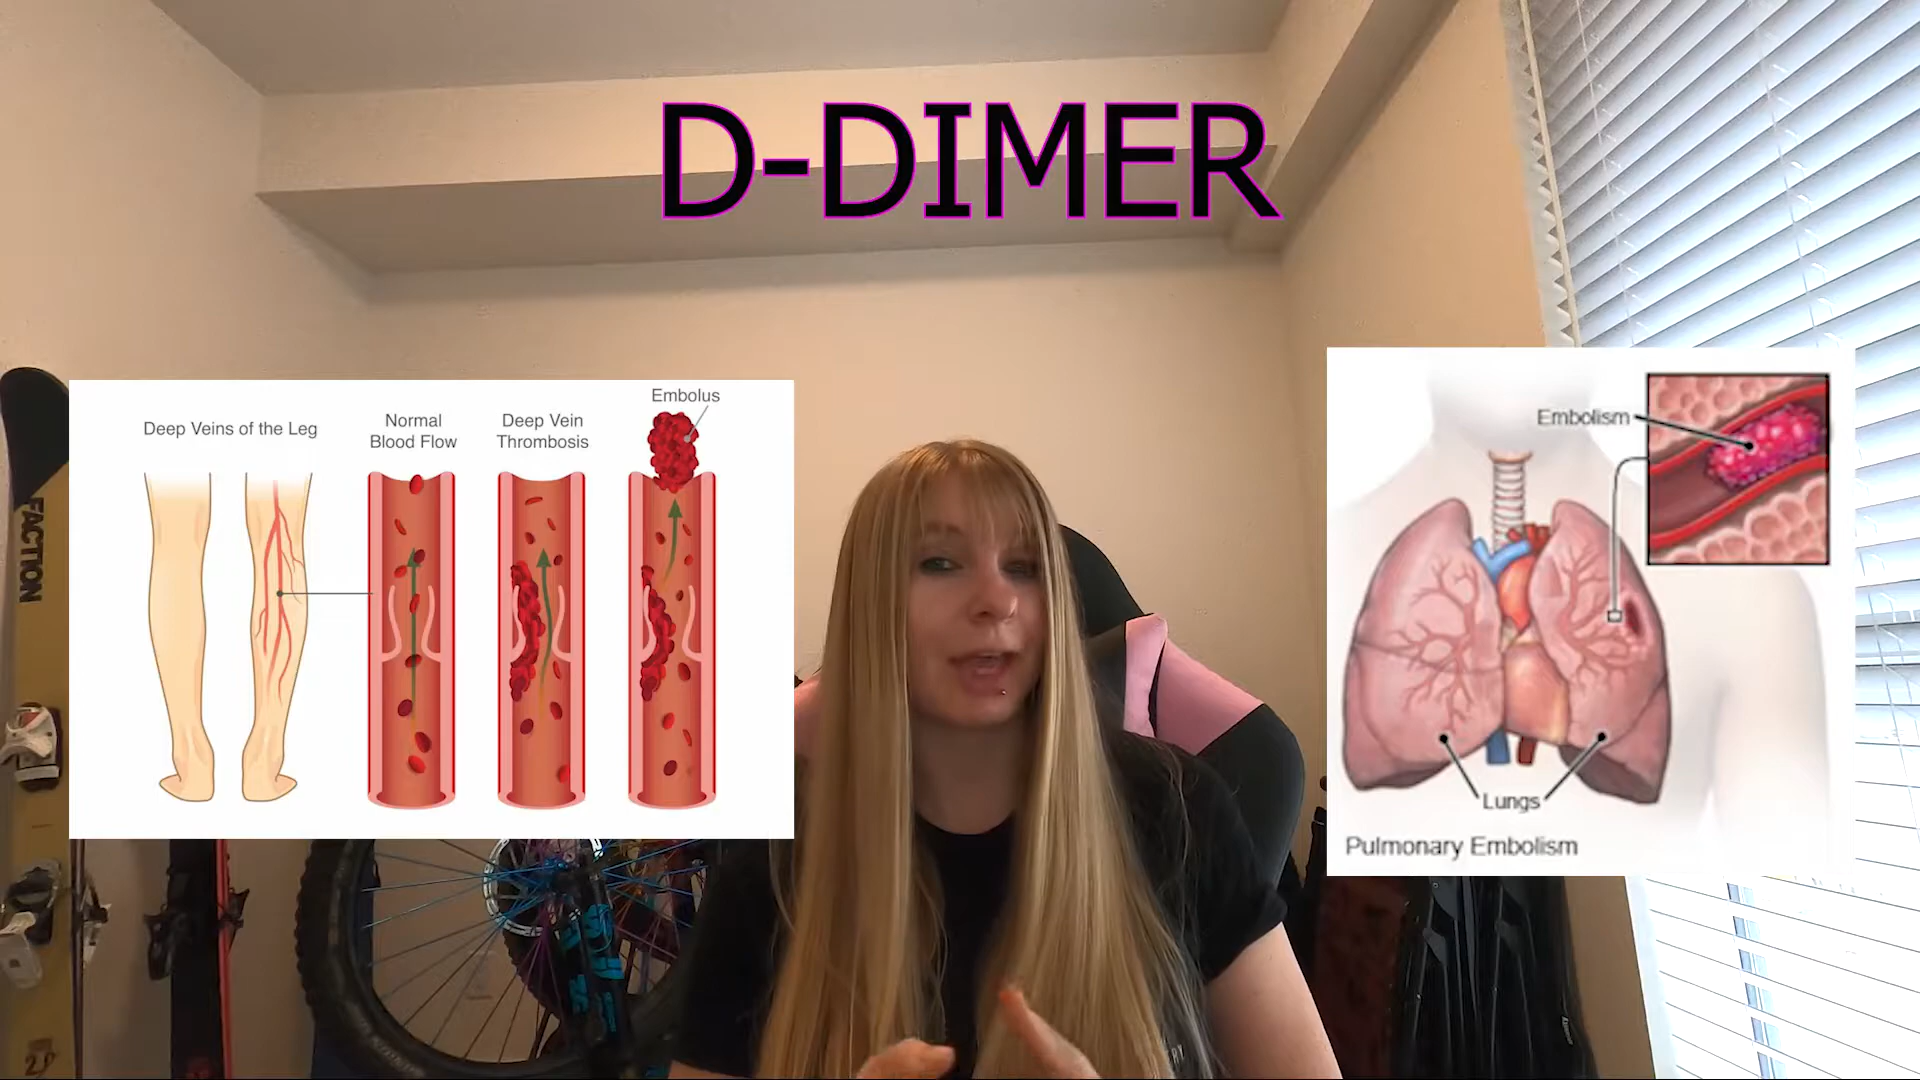 D-DIMER
Embolus
Deep Veins of the Leg
Normal
Blood Flow
Deep Vein
Thrombosis
Embolism
Lungs
Pulmonary Embolism
FACTION